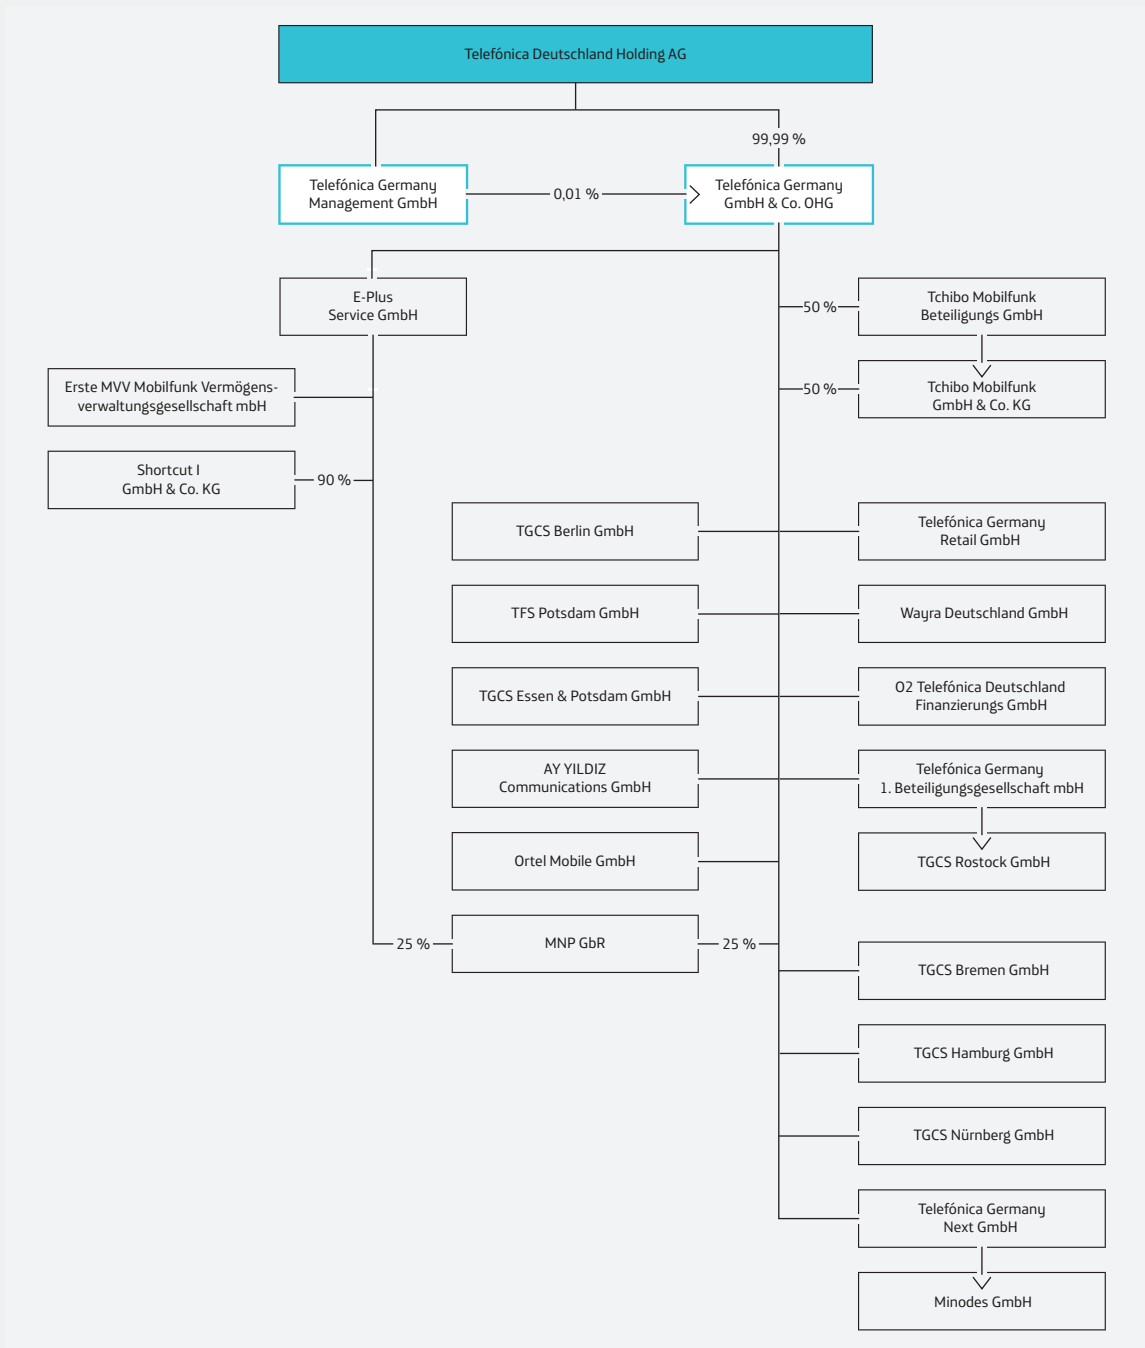 Telefónica Deutschland Holding AG
99,99 %
Telefónica Germany
Management GmbH
0,01 %
Telefónica Germany
GmbH & Co. OHG
E-Plus
Service GmbH
50 %
Tchibo Mobilfunk
Beteiligungs GmbH
Erste MVV Mobilfunk Vermögens-
verwaltungsgesellschaft mbH
50 %
Tchibo Mobilfunk
GmbH & Co. KG
Shortcut I
GmbH & Co. KG
90 %
TGCS Berlin GmbH
Telefónica Germany
Retail GmbH
TFS Potsdam GmbH
Wayra Deutschland GmbH
TGCS Essen & Potsdam GmbH
O2 Telefónica Deutschland
Finanzierungs GmbH
AY YILDIZ
Communications GmbH
Telefónica Germany
1. Beteiligungsgesellschaft mbH
Ortel Mobile GmbH
TGCS Rostock GmbH
25 %
MNP GbR
25 %
TGCS Bremen GmbH
TGCS Hamburg GmbH
TGCS Nürnberg GmbH
Telefónica Germany
Next GmbH
Minodes GmbH